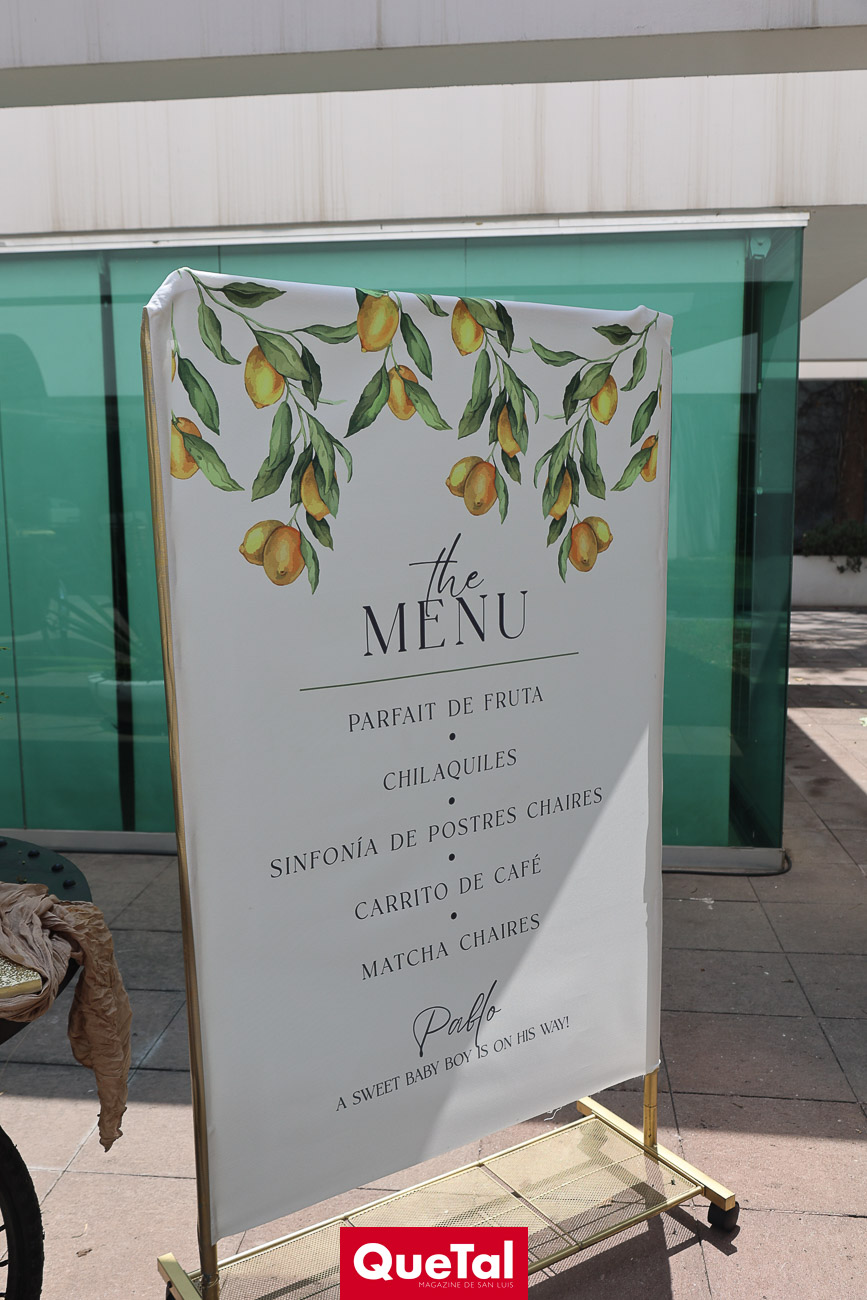 the
MENU
PARFAIT DE FRUTA
•
CHILAQUILES
•
SINFONÍA DE POSTRES CHAIRES
•
CARRITO DE CAFÉ
•
MATCHA CHAIRES
Pablo
A SWEET BABY BOY IS ON HIS WAY!
QueTal
MAGAZINE DE SAN LUIS